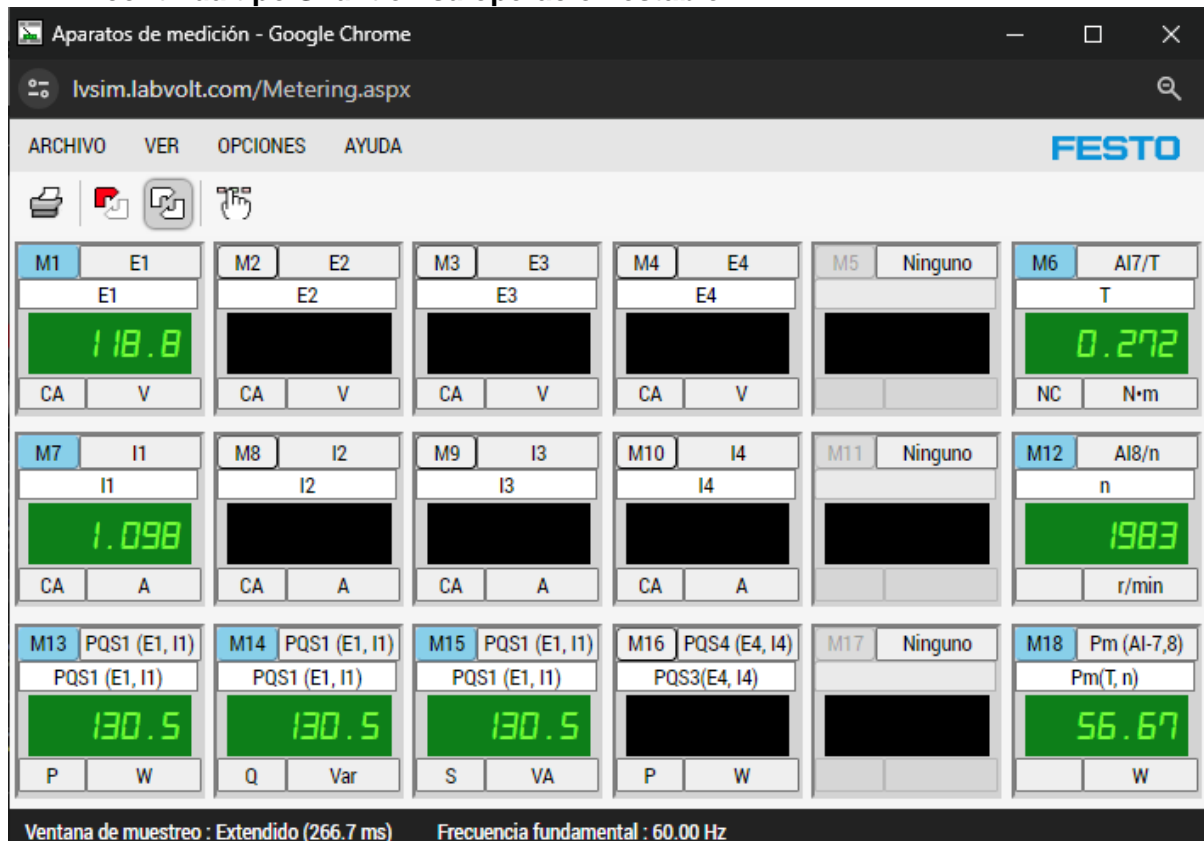 Aparatos de medición - Google Chrome
lvsim.labvolt.com/Metering.aspx
ARCHIVO VER OPCIONES AYUDA FESTO
M1 E1 M2 E2 M3 E3 M4 E4 M5 Ninguno M6 AI7/T
E1 E2 E3 E4 T
118.8 0.272
CA V CA V CA V CA V NC N•m
M7 I1 M8 I2 M9 I3 M10 I4 M11 Ninguno M12 AI8/n
I1 I2 I3 I4 n
1.098 1983
CA A CA A CA A CA A r/min
M13 PQS1 (E1, I1) M14 PQS1 (E1, I1) M15 PQS1 (E1, I1) M16 PQS4 (E4, I4) M17 Ninguno M18 Pm (AI-7,8)
PQS1 (E1, I1) PQS1 (E1, I1) PQS1 (E1, I1) PQS3(E4, I4) Pm(T, n)
130.5 130.5 130.5 56.67
P W Q Var S VA P W W
Ventana de muestreo : Extendido (266.7 ms) Frecuencia fundamental : 60.00 Hz